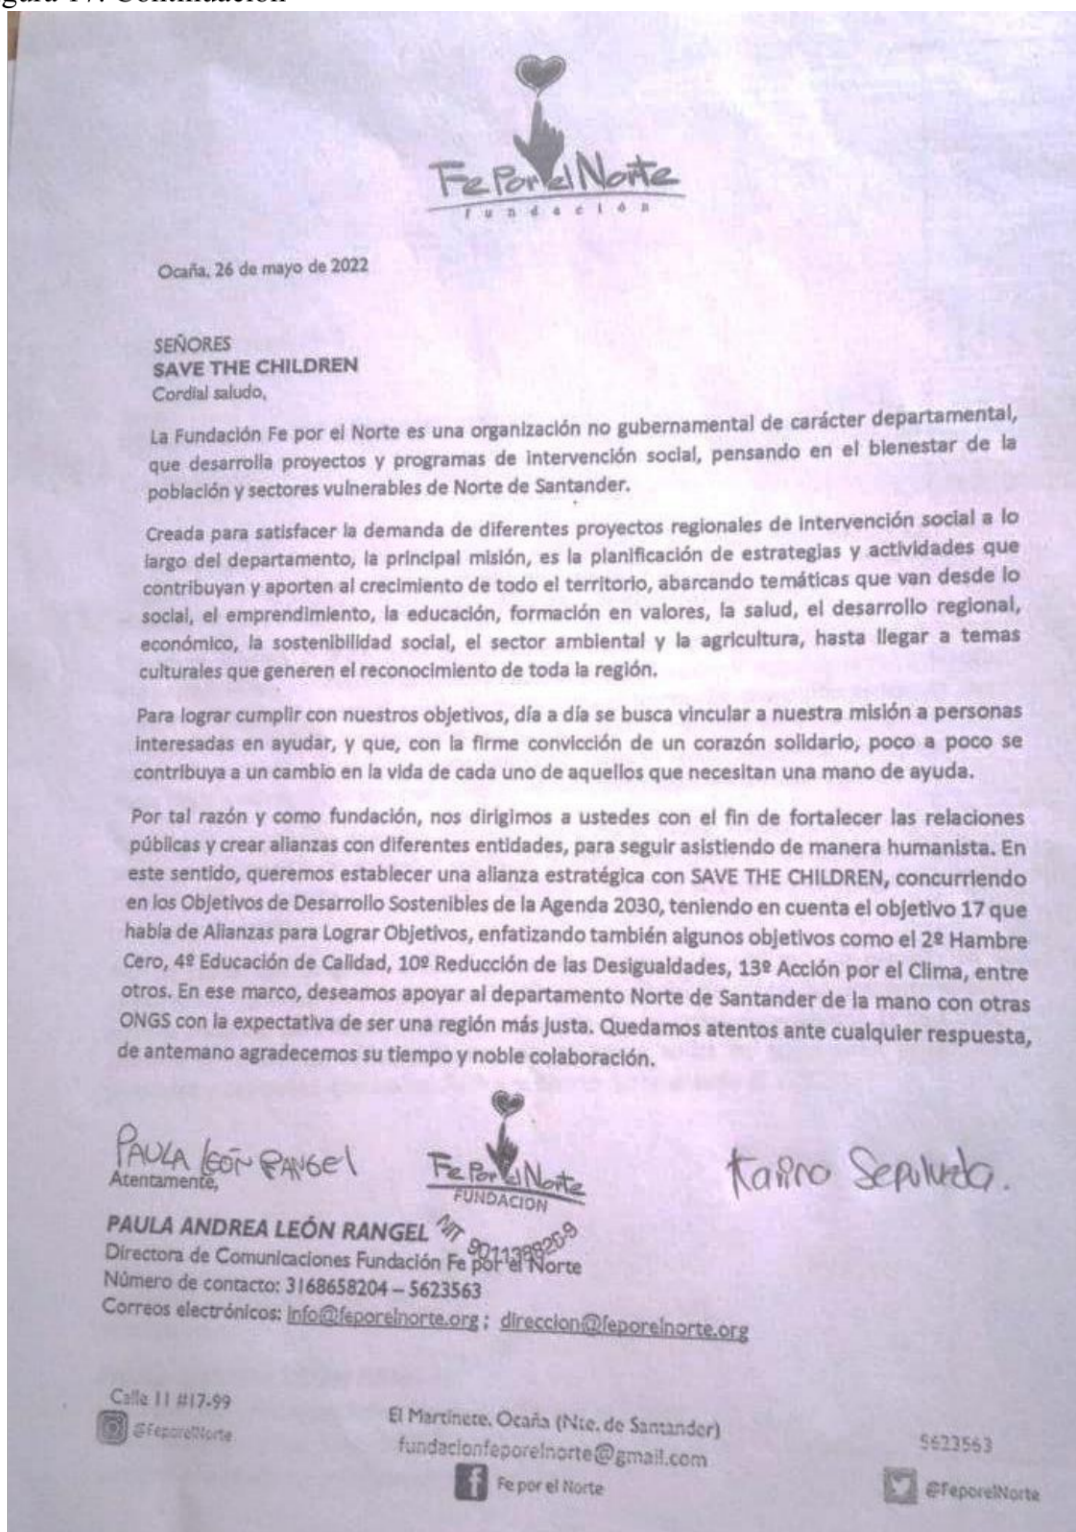 Continuación
Fe Por el Norte
fundación
Ocaña, 26 de mayo de 2022
SEÑORES
SAVE THE CHILDREN
Cordial saludo,
La Fundación Fe por el Norte es una organización no gubernamental de carácter departamental,
que desarrolla proyectos y programas de intervención social, pensando en el bienestar de la
población y sectores vulnerables de Norte de Santander.
Creada para satisfacer la demanda de diferentes proyectos regionales de intervención social a lo
largo del departamento, la principal misión, es la planificación de estrategias y actividades que
contribuyan y aporten al crecimiento de todo el territorio, abarcando temáticas que van desde lo
social, el emprendimiento, la educación, formación en valores, la salud, el desarrollo regional,
económico, la sostenibilidad social, el sector ambiental y la agricultura, hasta llegar a temas
culturales que generen el reconocimiento de toda la región.
Para lograr cumplir con nuestros objetivos, día a día se busca vincular a nuestra misión a personas
interesadas en ayudar, y que, con la firme convicción de un corazón solidario, poco a poco se
contribuya a un cambio en la vida de cada uno de aquellos que necesitan una mano de ayuda.
Por tal razón y como fundación, nos dirigimos a ustedes con el fin de fortalecer las relaciones
públicas y crear alianzas con diferentes entidades, para seguir asistiendo de manera humanista. En
este sentido, queremos establecer una alianza estratégica con SAVE THE CHILDREN, concurriendo
en los Objetivos de Desarrollo Sostenibles de la Agenda 2030, teniendo en cuenta el objetivo 17 que
habla de Alianzas para Lograr Objetivos, enfatizando también algunos objetivos como el 2º Hambre
Cero, 4º Educación de Calidad, 10º Reducción de las Desigualdades, 13º Acción por el Clima, entre
otros. En ese marco, deseamos apoyar al departamento Norte de Santander de la mano con otras
ONGS con la expectativa de ser una región más justa. Quedamos atentos ante cualquier respuesta,
de antemano agradecemos su tiempo y noble colaboración.
PAULA LEÓN RANGEL
Fe Por el Norte
FUNDACION
NIT
Sepulveda.
Atentamente,
PAULA ANDREA LEÓN RANGEL
Directora de Comunicaciones Fundación Fe por el Norte
Número de contacto: 3168658204 – 5623563
Correos electrónicos: info@feporelnorte.org ; direccion@feporelnorte.org
Calle 11 #17-99
@FeporelNorte
El Martinete, Ocaña (Nte. de Santander)
fundacionfeporelnorte@gmail.com
Fe por el Norte
5623563
@FeporelNorte